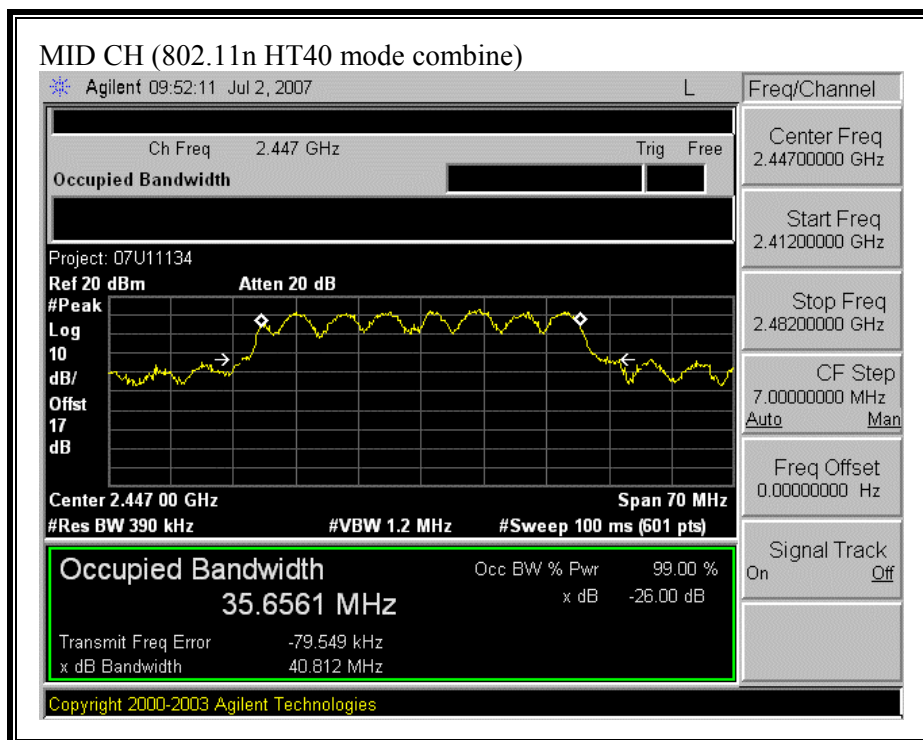 MID CH (802.11n HT40 mode combine)
Agilent 09:52:11 Jul 2, 2007 L
Freq/Channel
Ch Freq 2.447 GHz Trig Free
Occupied Bandwidth
Center Freq
2.44700000 GHz
Start Freq
2.41200000 GHz
Stop Freq
2.48200000 GHz
CF Step
7.00000000 MHz
Auto Man
Freq Offset
0.00000000 Hz
Signal Track
On Off
Project: 07U11134
Ref 20 dBm Atten 20 dB
#Peak
Log
10
dB/
Offst
17
dB
Center 2.447 00 GHz Span 70 MHz
#Res BW 390 kHz #VBW 1.2 MHz #Sweep 100 ms (601 pts)
Occupied Bandwidth
35.6561 MHz
Occ BW % Pwr 99.00 %
x dB -26.00 dB
Transmit Freq Error -79.549 kHz
x dB Bandwidth 40.812 MHz
Copyright 2000-2003 Agilent Technologies